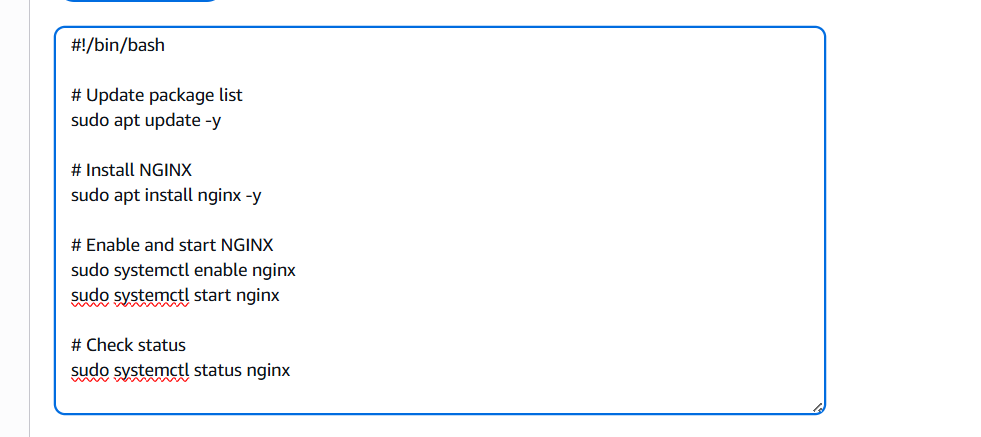 #!/bin/bash
# Update package list
sudo apt update -y
# Install NGINX
sudo apt install nginx -y
# Enable and start NGINX
sudo systemctl enable nginx
sudo systemctl start nginx
# Check status
sudo systemctl status nginx